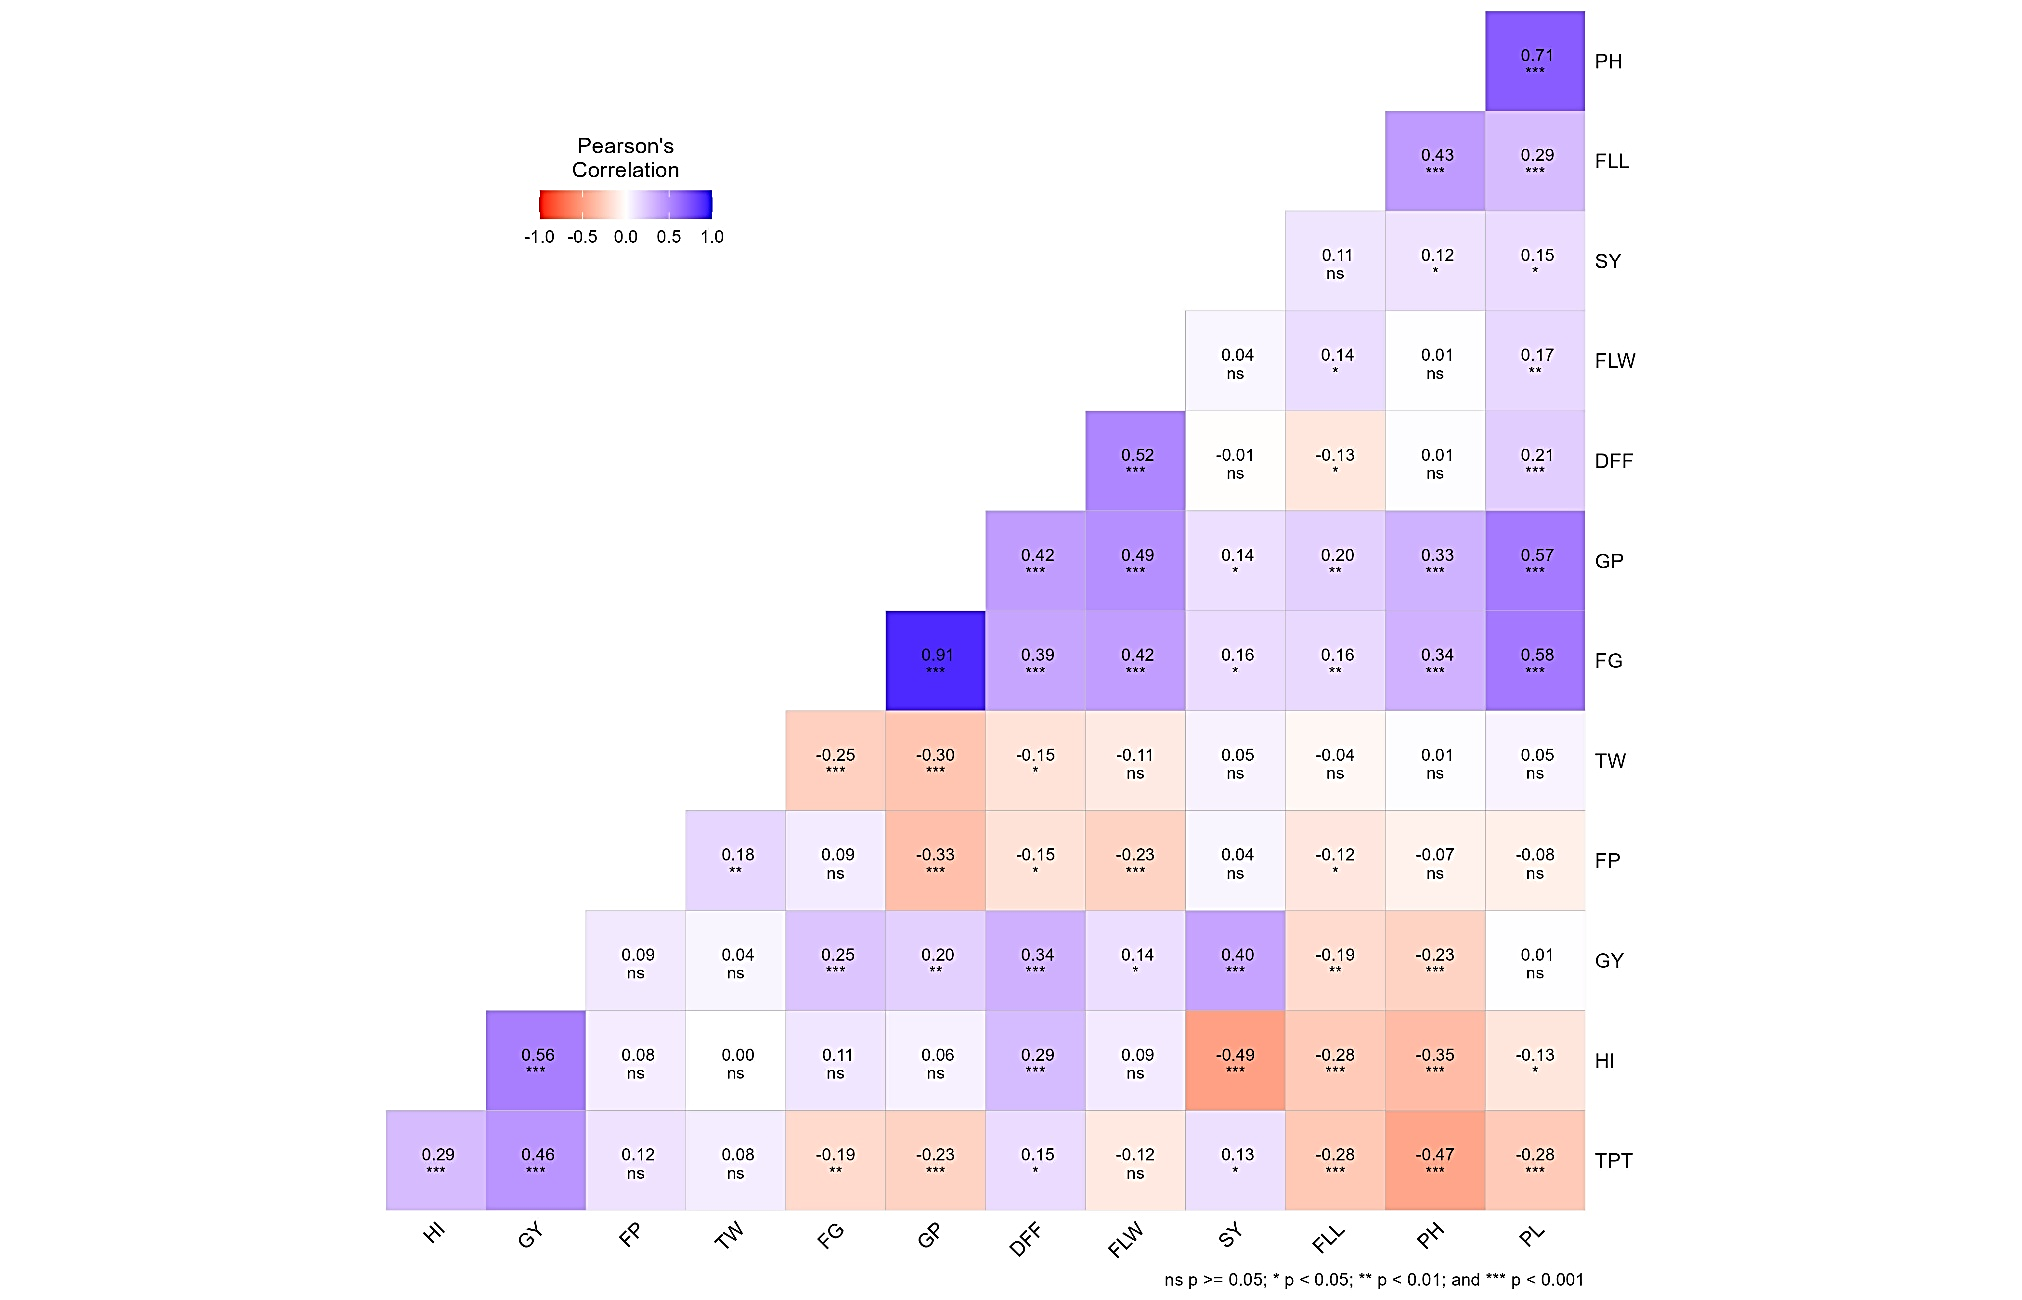 0.71
***
PH
Pearson's
Correlation
-1.0 -0.5 0.0 0.5 1.0
0.43 0.29
*** ***
FLL
0.11 0.12 0.15
ns * *
SY
0.04 0.14 0.01 0.17
ns * ns **
FLW
0.52 -0.01 -0.13 0.01 0.21
*** ns * ns ***
DFF
0.42 0.49 0.14 0.20 0.33 0.57
*** *** * ** *** ***
GP
0.91 0.39 0.42 0.16 0.16 0.34 0.58
*** *** *** * ** *** ***
FG
-0.25 -0.30 -0.15 -0.11 0.05 -0.04 0.01 0.05
*** *** * ns ns ns ns ns
TW
0.18 0.09 -0.33 -0.15 -0.23 0.04 -0.12 -0.07 -0.08
** ns *** * *** ns * ns ns
FP
0.09 0.04 0.25 0.20 0.34 0.14 0.40 -0.19 -0.23 0.01
ns ns *** ** *** * *** ** *** ns
GY
0.56 0.08 0.00 0.11 0.06 0.29 0.09 -0.49 -0.28 -0.35 -0.13
*** ns ns ns ns *** ns *** *** *** *
HI
0.29 0.46 0.12 0.08 -0.19 -0.23 0.15 -0.12 0.13 -0.28 -0.47 -0.28
*** *** ns ns ** *** * ns * *** *** ***
TPT
HI GY FP TW FG GP DFF FLW SY FLL PH PL
ns p >= 0.05; * p < 0.05; ** p < 0.01; and *** p < 0.001